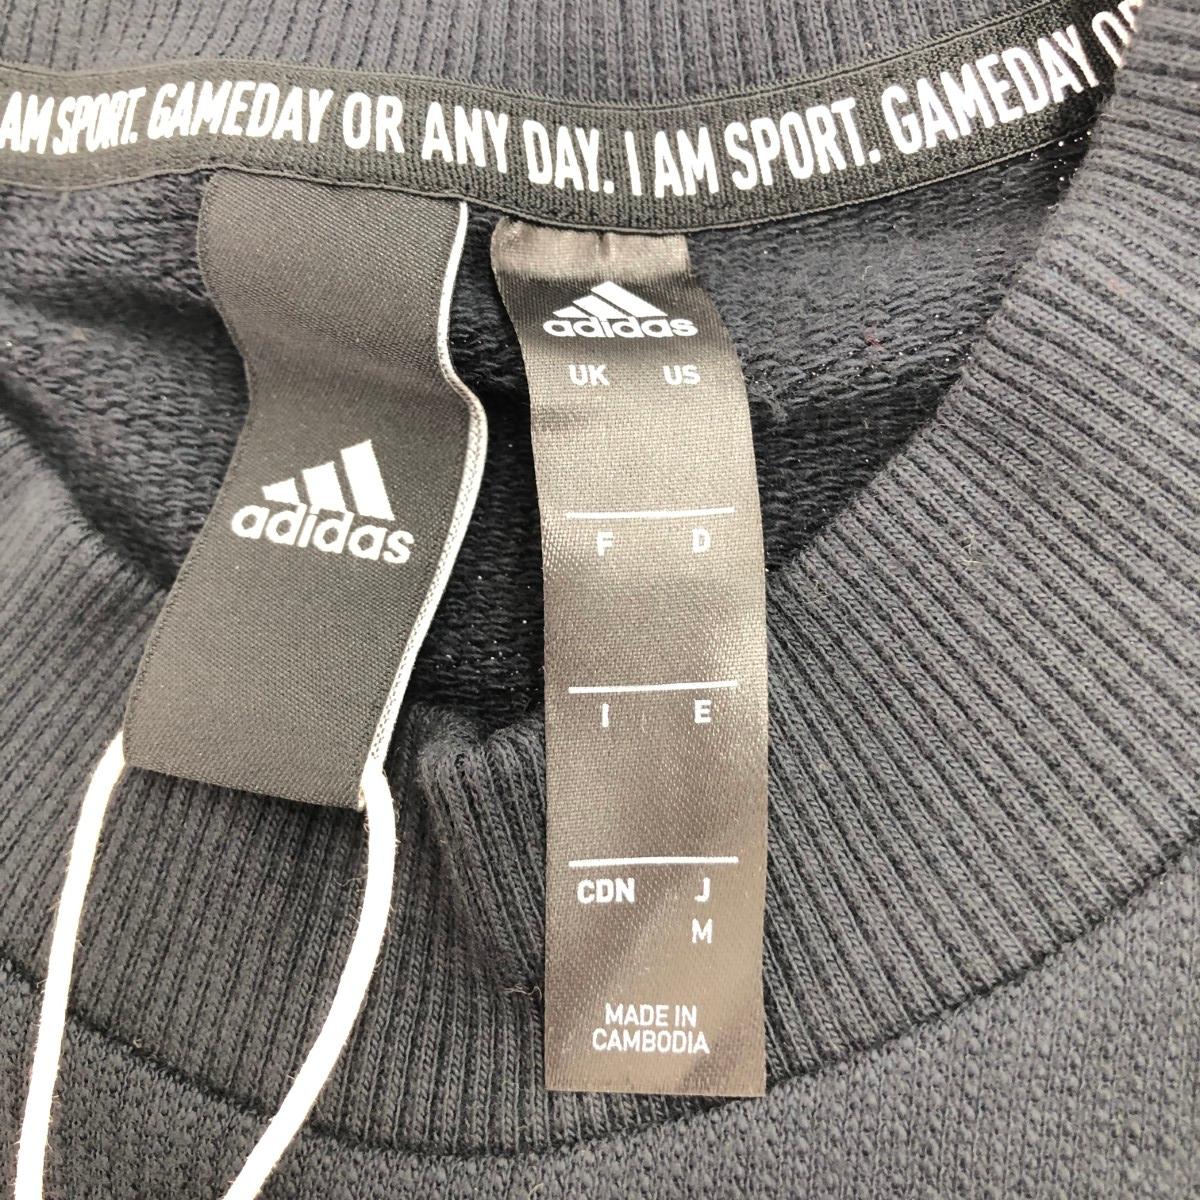 AM SPORT. GAMEDAY OR ANY DAY. I AM SPORT. GAMEDAY
adidas
adidas
UK US
F D
I E
CDN J
M
MADE IN
CAMBODIA